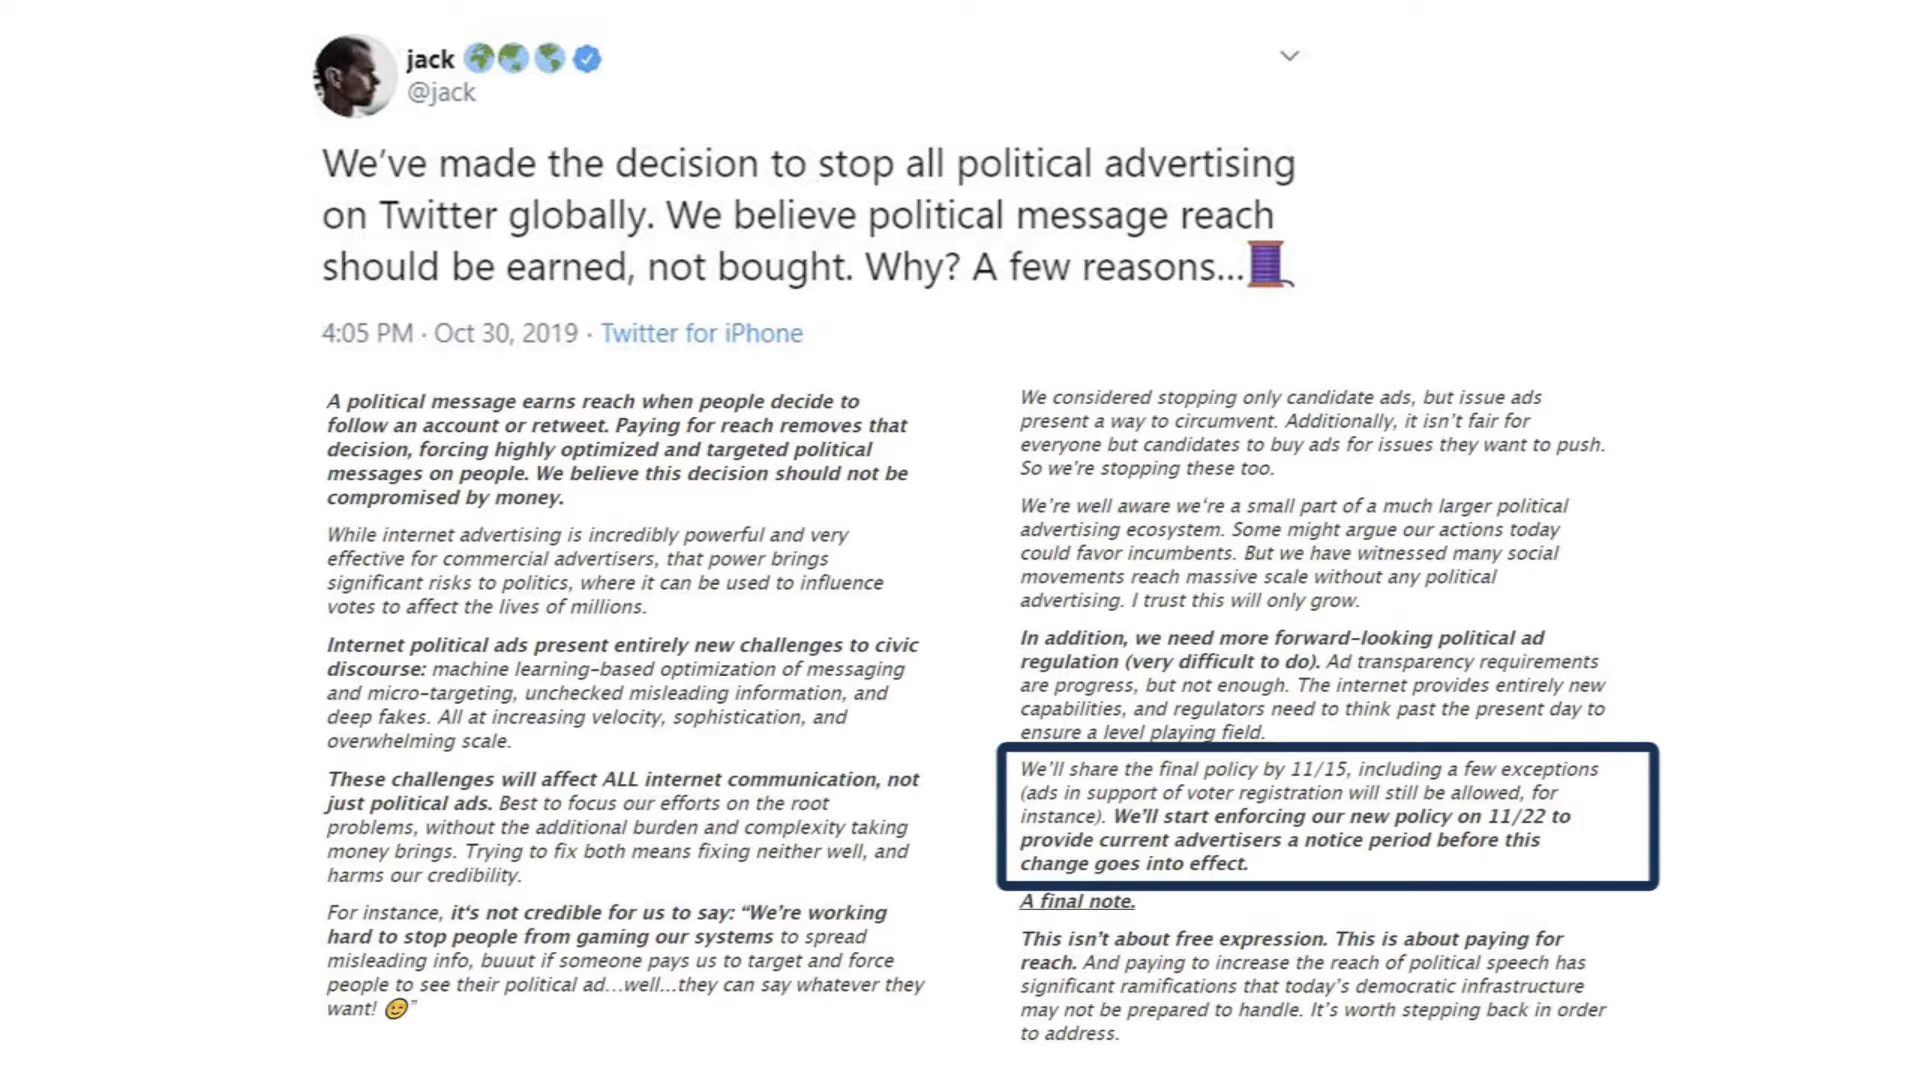 jack
@jack
We’ve made the decision to stop all political advertising
on Twitter globally. We believe political message reach
should be earned, not bought. Why? A few reasons...
4:05 PM · Oct 30, 2019 · Twitter for iPhone
A political message earns reach when people decide to
follow an account or retweet. Paying for reach removes that
decision, forcing highly optimized and targeted political
messages on people. We believe this decision should not be
compromised by money.
While internet advertising is incredibly powerful and very
effective for commercial advertisers, that power brings
significant risks to politics, where it can be used to influence
votes to affect the lives of millions.
Internet political ads present entirely new challenges to civic
discourse: machine learning-based optimization of messaging
and micro-targeting, unchecked misleading information, and
deep fakes. All at increasing velocity, sophistication, and
overwhelming scale.
These challenges will affect ALL internet communication, not
just political ads. Best to focus our efforts on the root
problems, without the additional burden and complexity taking
money brings. Trying to fix both means fixing neither well, and
harms our credibility.
For instance, it‘s not credible for us to say: “We’re working
hard to stop people from gaming our systems to spread
misleading info, buuut if someone pays us to target and force
people to see their political ad…well...they can say whatever they
want! 😉”
We considered stopping only candidate ads, but issue ads
present a way to circumvent. Additionally, it isn’t fair for
everyone but candidates to buy ads for issues they want to push.
So we’re stopping these too.
We’re well aware we‘re a small part of a much larger political
advertising ecosystem. Some might argue our actions today
could favor incumbents. But we have witnessed many social
movements reach massive scale without any political
advertising. I trust this will only grow.
In addition, we need more forward-looking political ad
regulation (very difficult to do). Ad transparency requirements
are progress, but not enough. The internet provides entirely new
capabilities, and regulators need to think past the present day to
ensure a level playing field.
We’ll share the final policy by 11/15, including a few exceptions
(ads in support of voter registration will still be allowed, for
instance). We’ll start enforcing our new policy on 11/22 to
provide current advertisers a notice period before this
change goes into effect.
A final note.
This isn’t about free expression. This is about paying for
reach. And paying to increase the reach of political speech has
significant ramifications that today’s democratic infrastructure
may not be prepared to handle. It’s worth stepping back in order
to address.